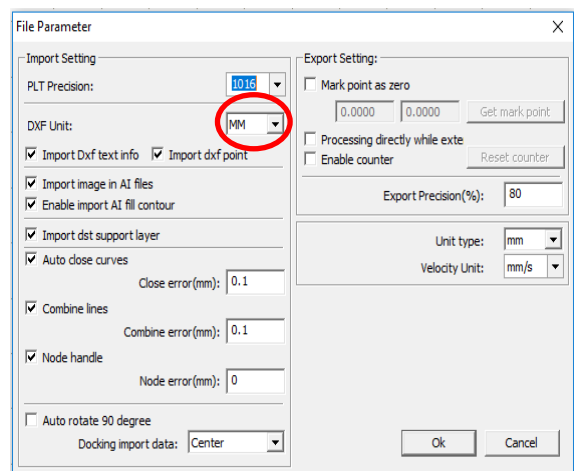 File Parameter
Import Setting
PLT Precision: 1016
DXF Unit: MM
Import Dxf text info Import dxf point
Import image in AI files
Enable import AI fill contour
Import dst support layer
Auto close curves
Close error(mm): 0.1
Combine lines
Combine error(mm): 0.1
Node handle
Node error(mm): 0
Auto rotate 90 degree
Docking import data: Center
Export Setting:
Mark point as zero
0.0000 0.0000 Get mark point
Processing directly while exte
Enable counter Reset counter
Export Precision(%): 80
Unit type: mm
Velocity Unit: mm/s
Ok Cancel